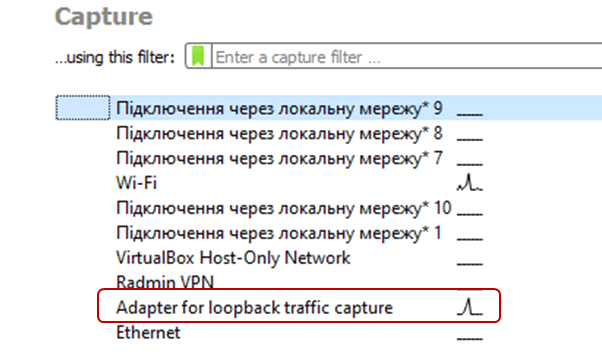 Capture
...using this filter: Enter a capture filter ...
Підключення через локальну мережу* 9
Підключення через локальну мережу* 8
Підключення через локальну мережу* 7
Wi-Fi
Підключення через локальну мережу* 10
Підключення через локальну мережу* 1
VirtualBox Host-Only Network
Radmin VPN
Adapter for loopback traffic capture
Ethernet